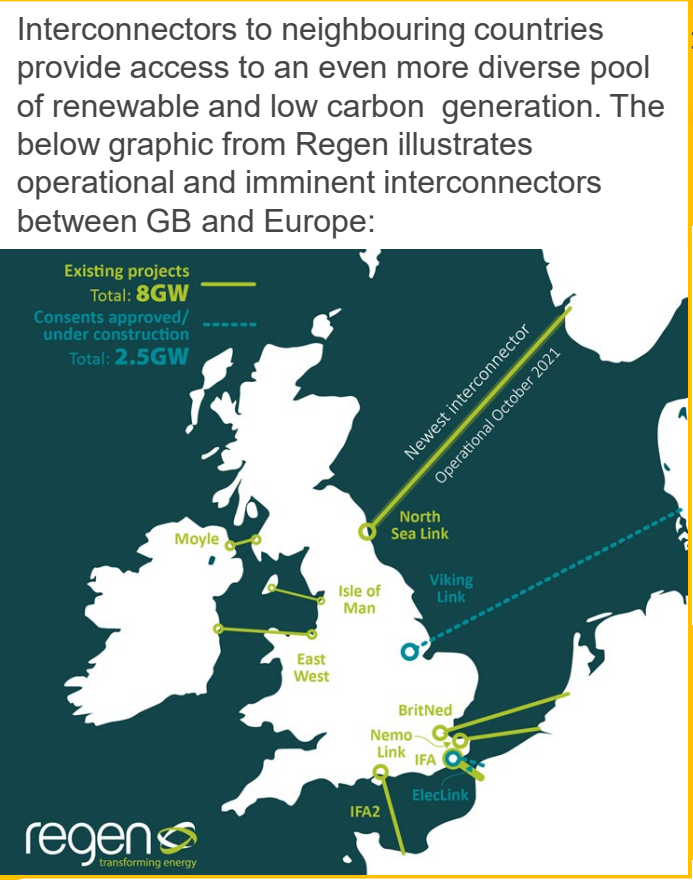 Interconnectors to neighbouring countries
provide access to an even more diverse pool
of renewable and low carbon  generation. The
below graphic from Regen illustrates
operational and imminent interconnectors
between GB and Europe:
Existing projects
Total: 8GW
Consents approved/
under construction
Total: 2.5GW
Newest interconnector
Operational October 2021
North
Sea Link
Moyle
Viking
Link
Isle of
Man
East
West
BritNed
Nemo
Link
IFA
ElecLink
IFA2
regen
transforming energy